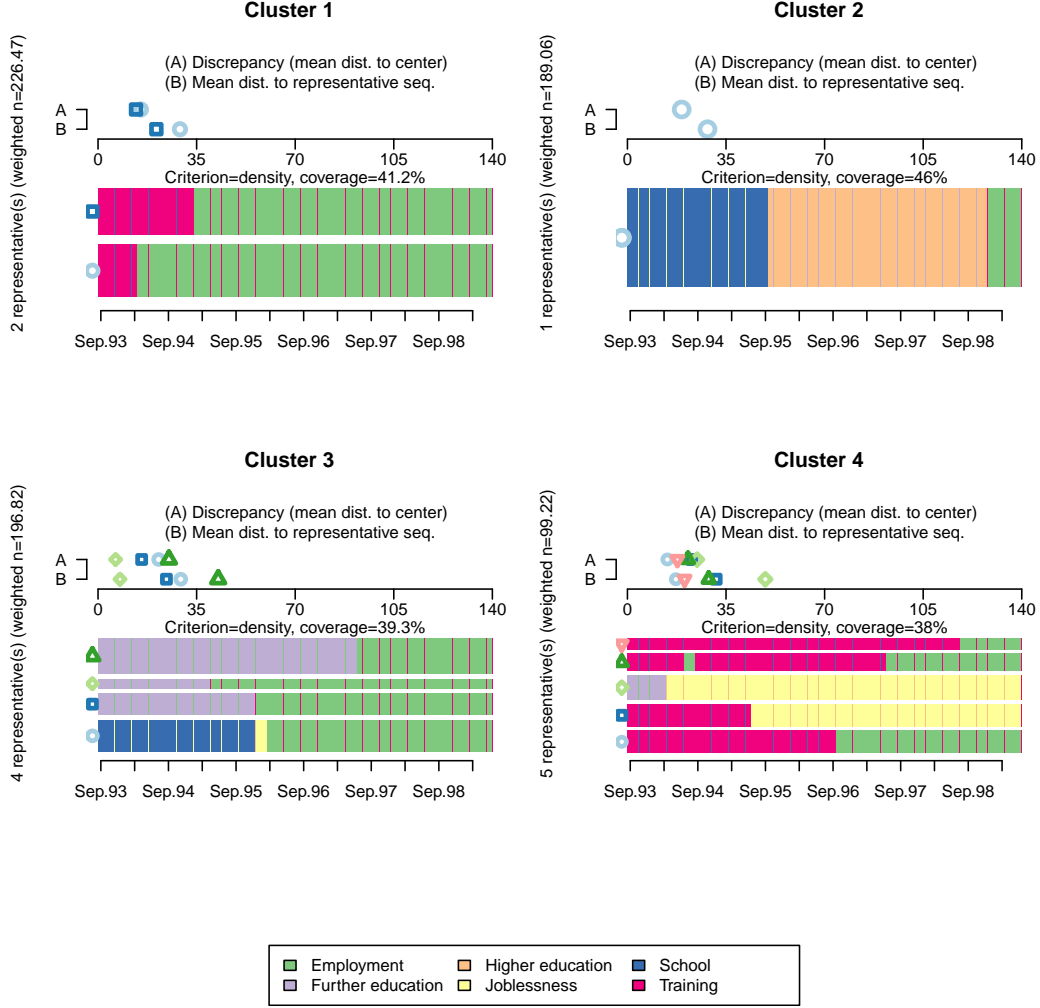 Cluster 1
2 representative(s) (weighted n=226.47)
(A) Discrepancy (mean dist. to center)
(B) Mean dist. to representative seq.
A
B
0 35 70 105 140
Criterion=density, coverage=41.2%
Sep.93 Sep.94 Sep.95 Sep.96 Sep.97 Sep.98
Cluster 2
1 representative(s) (weighted n=189.06)
(A) Discrepancy (mean dist. to center)
(B) Mean dist. to representative seq.
A
B
0 35 70 105 140
Criterion=density, coverage=46%
Sep.93 Sep.94 Sep.95 Sep.96 Sep.97 Sep.98
Cluster 3
4 representative(s) (weighted n=196.82)
(A) Discrepancy (mean dist. to center)
(B) Mean dist. to representative seq.
A
B
0 35 70 105 140
Criterion=density, coverage=39.3%
Sep.93 Sep.94 Sep.95 Sep.96 Sep.97 Sep.98
Cluster 4
5 representative(s) (weighted n=99.22)
(A) Discrepancy (mean dist. to center)
(B) Mean dist. to representative seq.
A
B
0 35 70 105 140
Criterion=density, coverage=38%
Sep.93 Sep.94 Sep.95 Sep.96 Sep.97 Sep.98
Employment Higher education School
Further education Joblessness Training